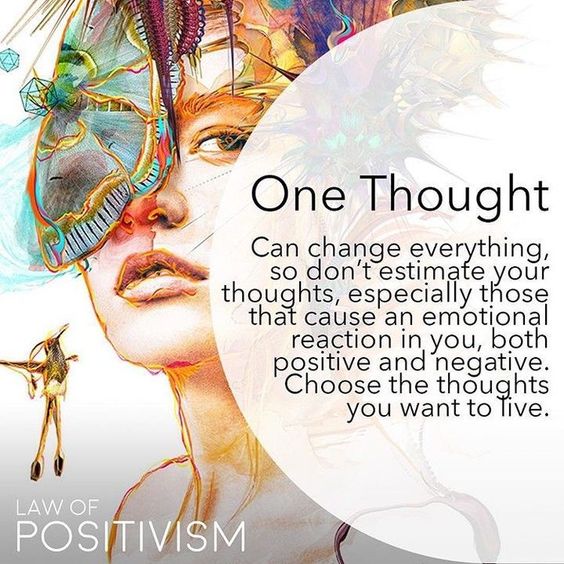 One Thought
Can change everything,
so don't estimate your
thoughts, especially those
that cause an emotional
reaction in you, both
positive and negative.
Choose the thoughts
you want to live.
LAW OF
POSITIVISM